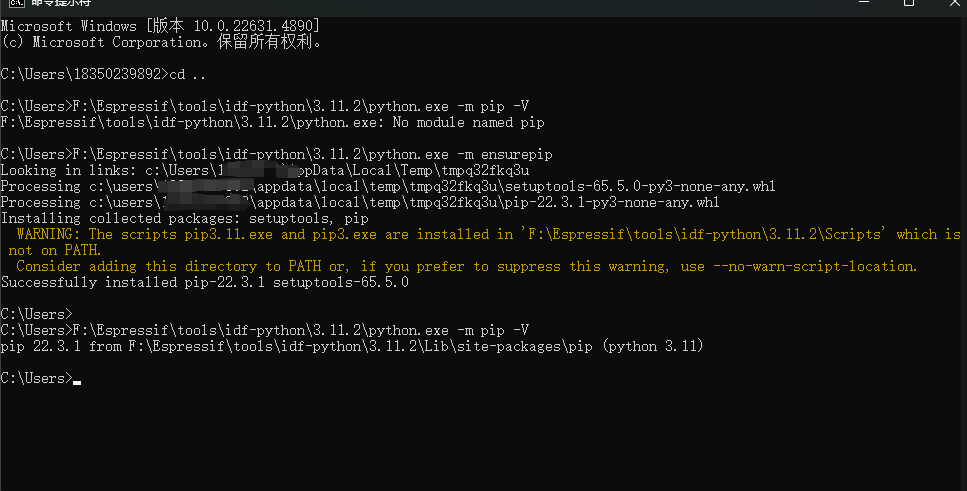 命令提示符
Microsoft Windows [版本 10.0.22631.4890]
(c) Microsoft Corporation。保留所有权利。
C:\Users\18350239892>cd ..
C:\Users>F:\Espressif\tools\idf-python\3.11.2\python.exe -m pip -V
F:\Espressif\tools\idf-python\3.11.2\python.exe: No module named pip
C:\Users>F:\Espressif\tools\idf-python\3.11.2\python.exe -m ensurepip
Looking in links: c:\Users\1 ppData\Local\Temp\tmpq32fkq3u
Processing c:\users\ \appdata\local\temp\tmpq32fkq3u\setuptools-65.5.0-py3-none-any.whl
Processing c:\users\ \appdata\local\temp\tmpq32fkq3u\pip-22.3.1-py3-none-any.whl
Installing collected packages: setuptools, pip
WARNING: The scripts pip3.11.exe and pip3.exe are installed in 'F:\Espressif\tools\idf-python\3.11.2\Scripts' which is
not on PATH.
Consider adding this directory to PATH or, if you prefer to suppress this warning, use --no-warn-script-location.
Successfully installed pip-22.3.1 setuptools-65.5.0
C:\Users>
C:\Users>F:\Espressif\tools\idf-python\3.11.2\python.exe -m pip -V
pip 22.3.1 from F:\Espressif\tools\idf-python\3.11.2\Lib\site-packages\pip (python 3.11)
C:\Users>